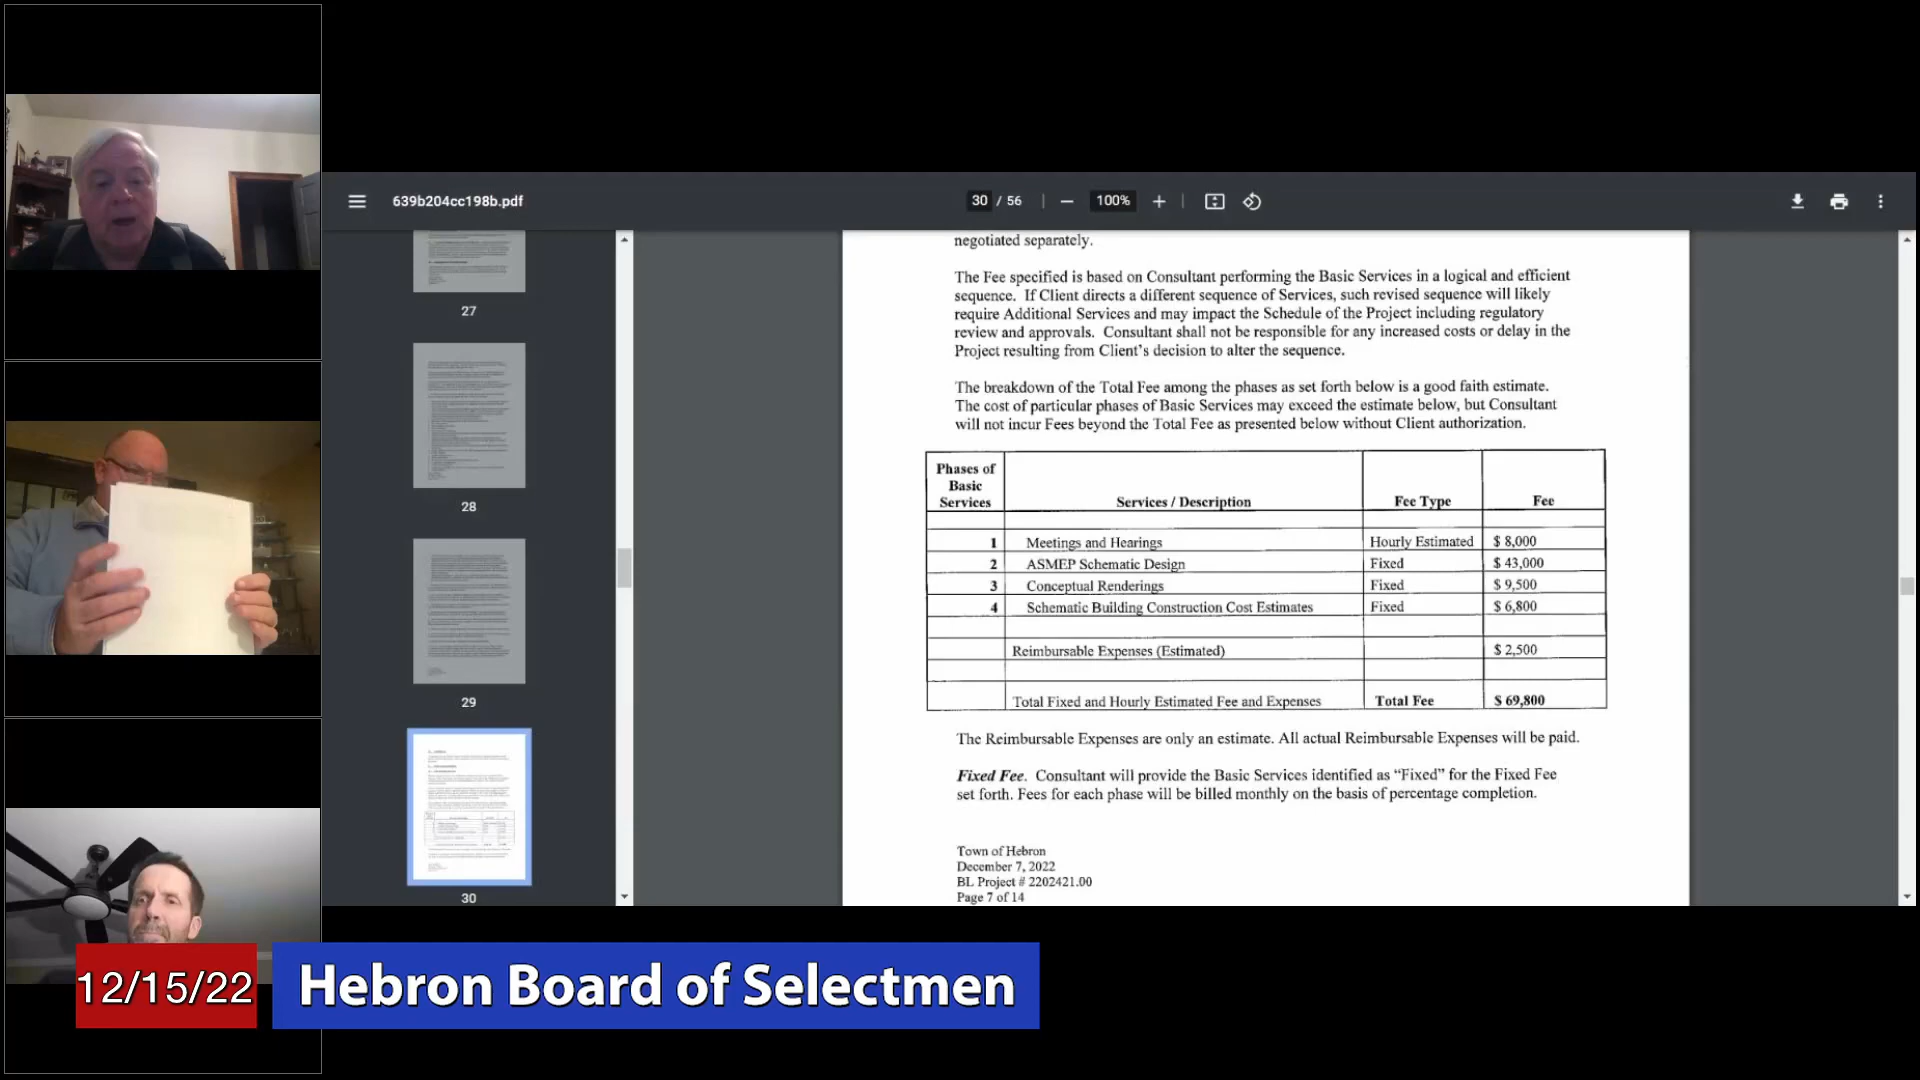 639b204cc198b.pdf
30 / 56
100%
27
28
29
30
negotiated separately.
The Fee specified is based on Consultant performing the Basic Services in a logical and efficient
sequence. If Client directs a different sequence of Services, such revised sequence will likely
require Additional Services and may impact the Schedule of the Project including regulatory
review and approvals. Consultant shall not be responsible for any increased costs or delay in the
Project resulting from Client's decision to alter the sequence.
The breakdown of the Total Fee among the phases as set forth below is a good faith estimate.
The cost of particular phases of Basic Services may exceed the estimate below, but Consultant
will not incur Fees beyond the Total Fee as presented below without Client authorization.
Phases of
Basic
Services Services / Description Fee Type Fee
1 Meetings and Hearings Hourly Estimated $ 8,000
2 ASMEP Schematic Design Fixed $ 43,000
3 Conceptual Renderings Fixed $ 9,500
4 Schematic Building Construction Cost Estimates Fixed $ 6,800
Reimbursable Expenses (Estimated) $ 2,500
Total Fixed and Hourly Estimated Fee and Expenses Total Fee $ 69,800
The Reimbursable Expenses are only an estimate. All actual Reimbursable Expenses will be paid.
Fixed Fee. Consultant will provide the Basic Services identified as “Fixed” for the Fixed Fee
set forth. Fees for each phase will be billed monthly on the basis of percentage completion.
Town of Hebron
December 7, 2022
BL Project # 2202421.00
Page 7 of 14
12/15/22
Hebron Board of Selectmen